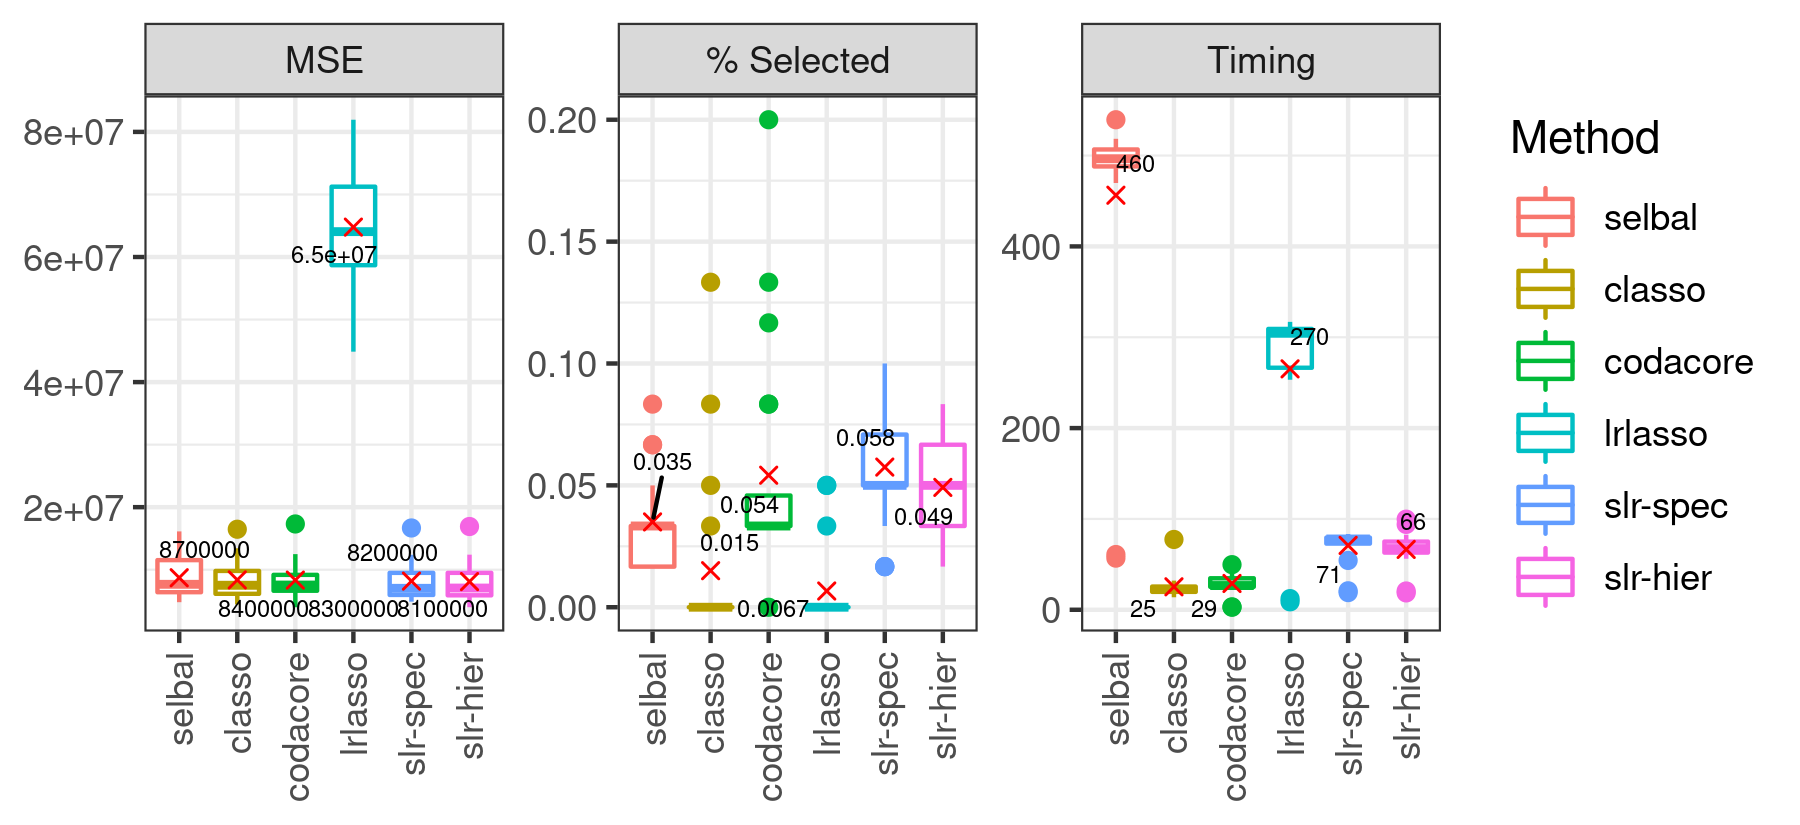 MSE
8e+07
6e+07
4e+07
2e+07
6.5e+07
8700000
8200000
8400000
8300000
8100000
selbal
classo
codacore
lrlasso
slr-spec
slr-hier
% Selected
0.20
0.15
0.10
0.05
0.00
0.058
0.035
0.054
0.049
0.015
0.0067
selbal
classo
codacore
lrlasso
slr-spec
slr-hier
Timing
400
200
0
460
270
66
71
25
29
selbal
classo
codacore
lrlasso
slr-spec
slr-hier
Method
selbal
classo
codacore
lrlasso
slr-spec
slr-hier